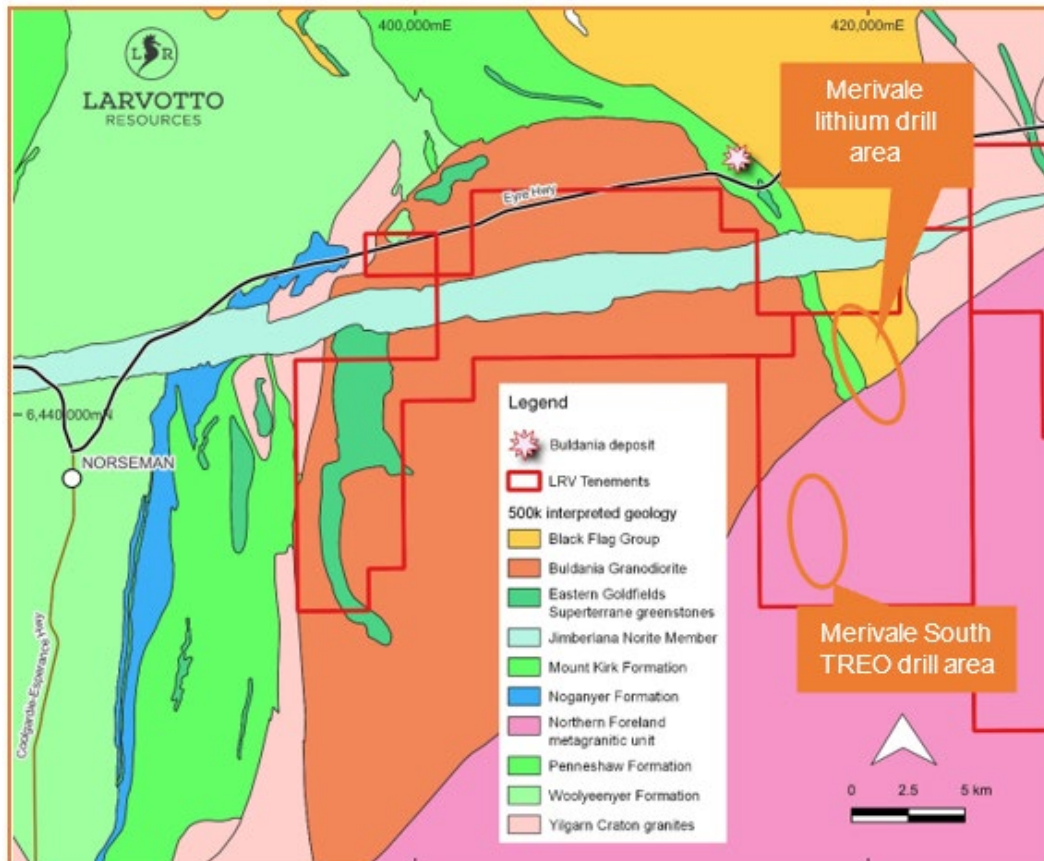 400,000mE
420,000mE
L R
LARVOTTO
RESOURCES
Merivale
lithium drill
area
Eyre Hwy
6,440,000mN
NORSEMAN
Coolgardie-Esperance Hwy
Legend
Buldania deposit
LRV Tenements
500k interpreted geology
Black Flag Group
Buldania Granodiorite
Eastern Goldfields
Superterrane greenstones
Jimberlana Norite Member
Mount Kirk Formation
Noganyer Formation
Northern Foreland
metagranitic unit
Penneshaw Formation
Woolyeenyer Formation
Yilgarn Craton granites
Merivale South
TREO drill area
0 2.5 5 km